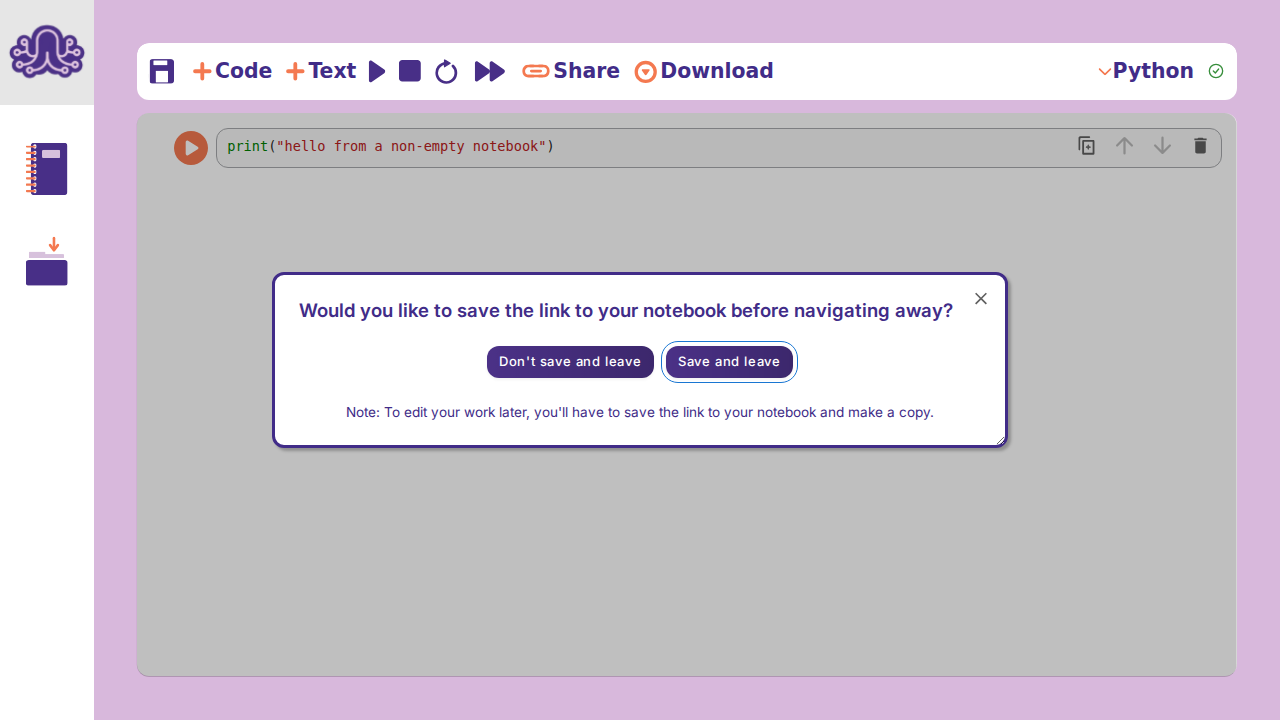 Code Text Share Download Python
print("hello from a non-empty notebook")
Would you like to save the link to your notebook before navigating away?
Don't save and leave Save and leave
Note: To edit your work later, you'll have to save the link to your notebook and make a copy.